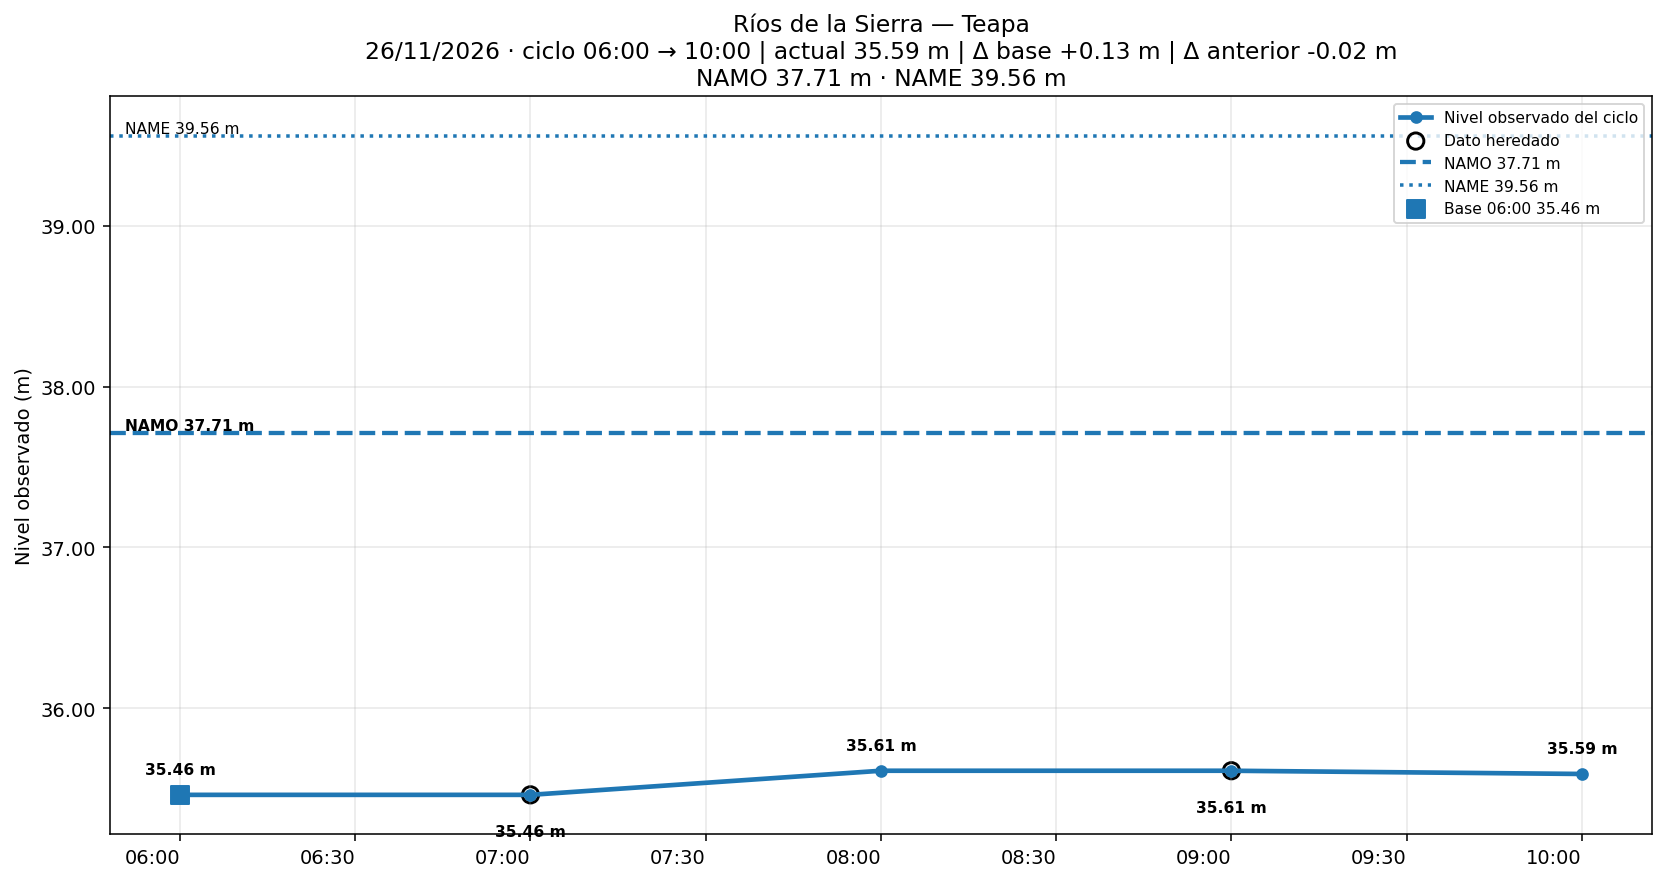 Ríos de la Sierra — Teapa
26/11/2026 · ciclo 06:00 → 10:00 | actual 35.59 m | Δ base +0.13 m | Δ anterior -0.02 m
NAMO 37.71 m · NAME 39.56 m
NAME 39.56 m
Nivel observado del ciclo
Dato heredado
NAMO 37.71 m
NAME 39.56 m
Base 06:00 35.46 m
39.00
38.00
NAMO 37.71 m
Nivel observado (m)
37.00
36.00
35.46 m
35.46 m
35.61 m
35.61 m
35.59 m
06:00
06:30
07:00
07:30
08:00
08:30
09:00
09:30
10:00